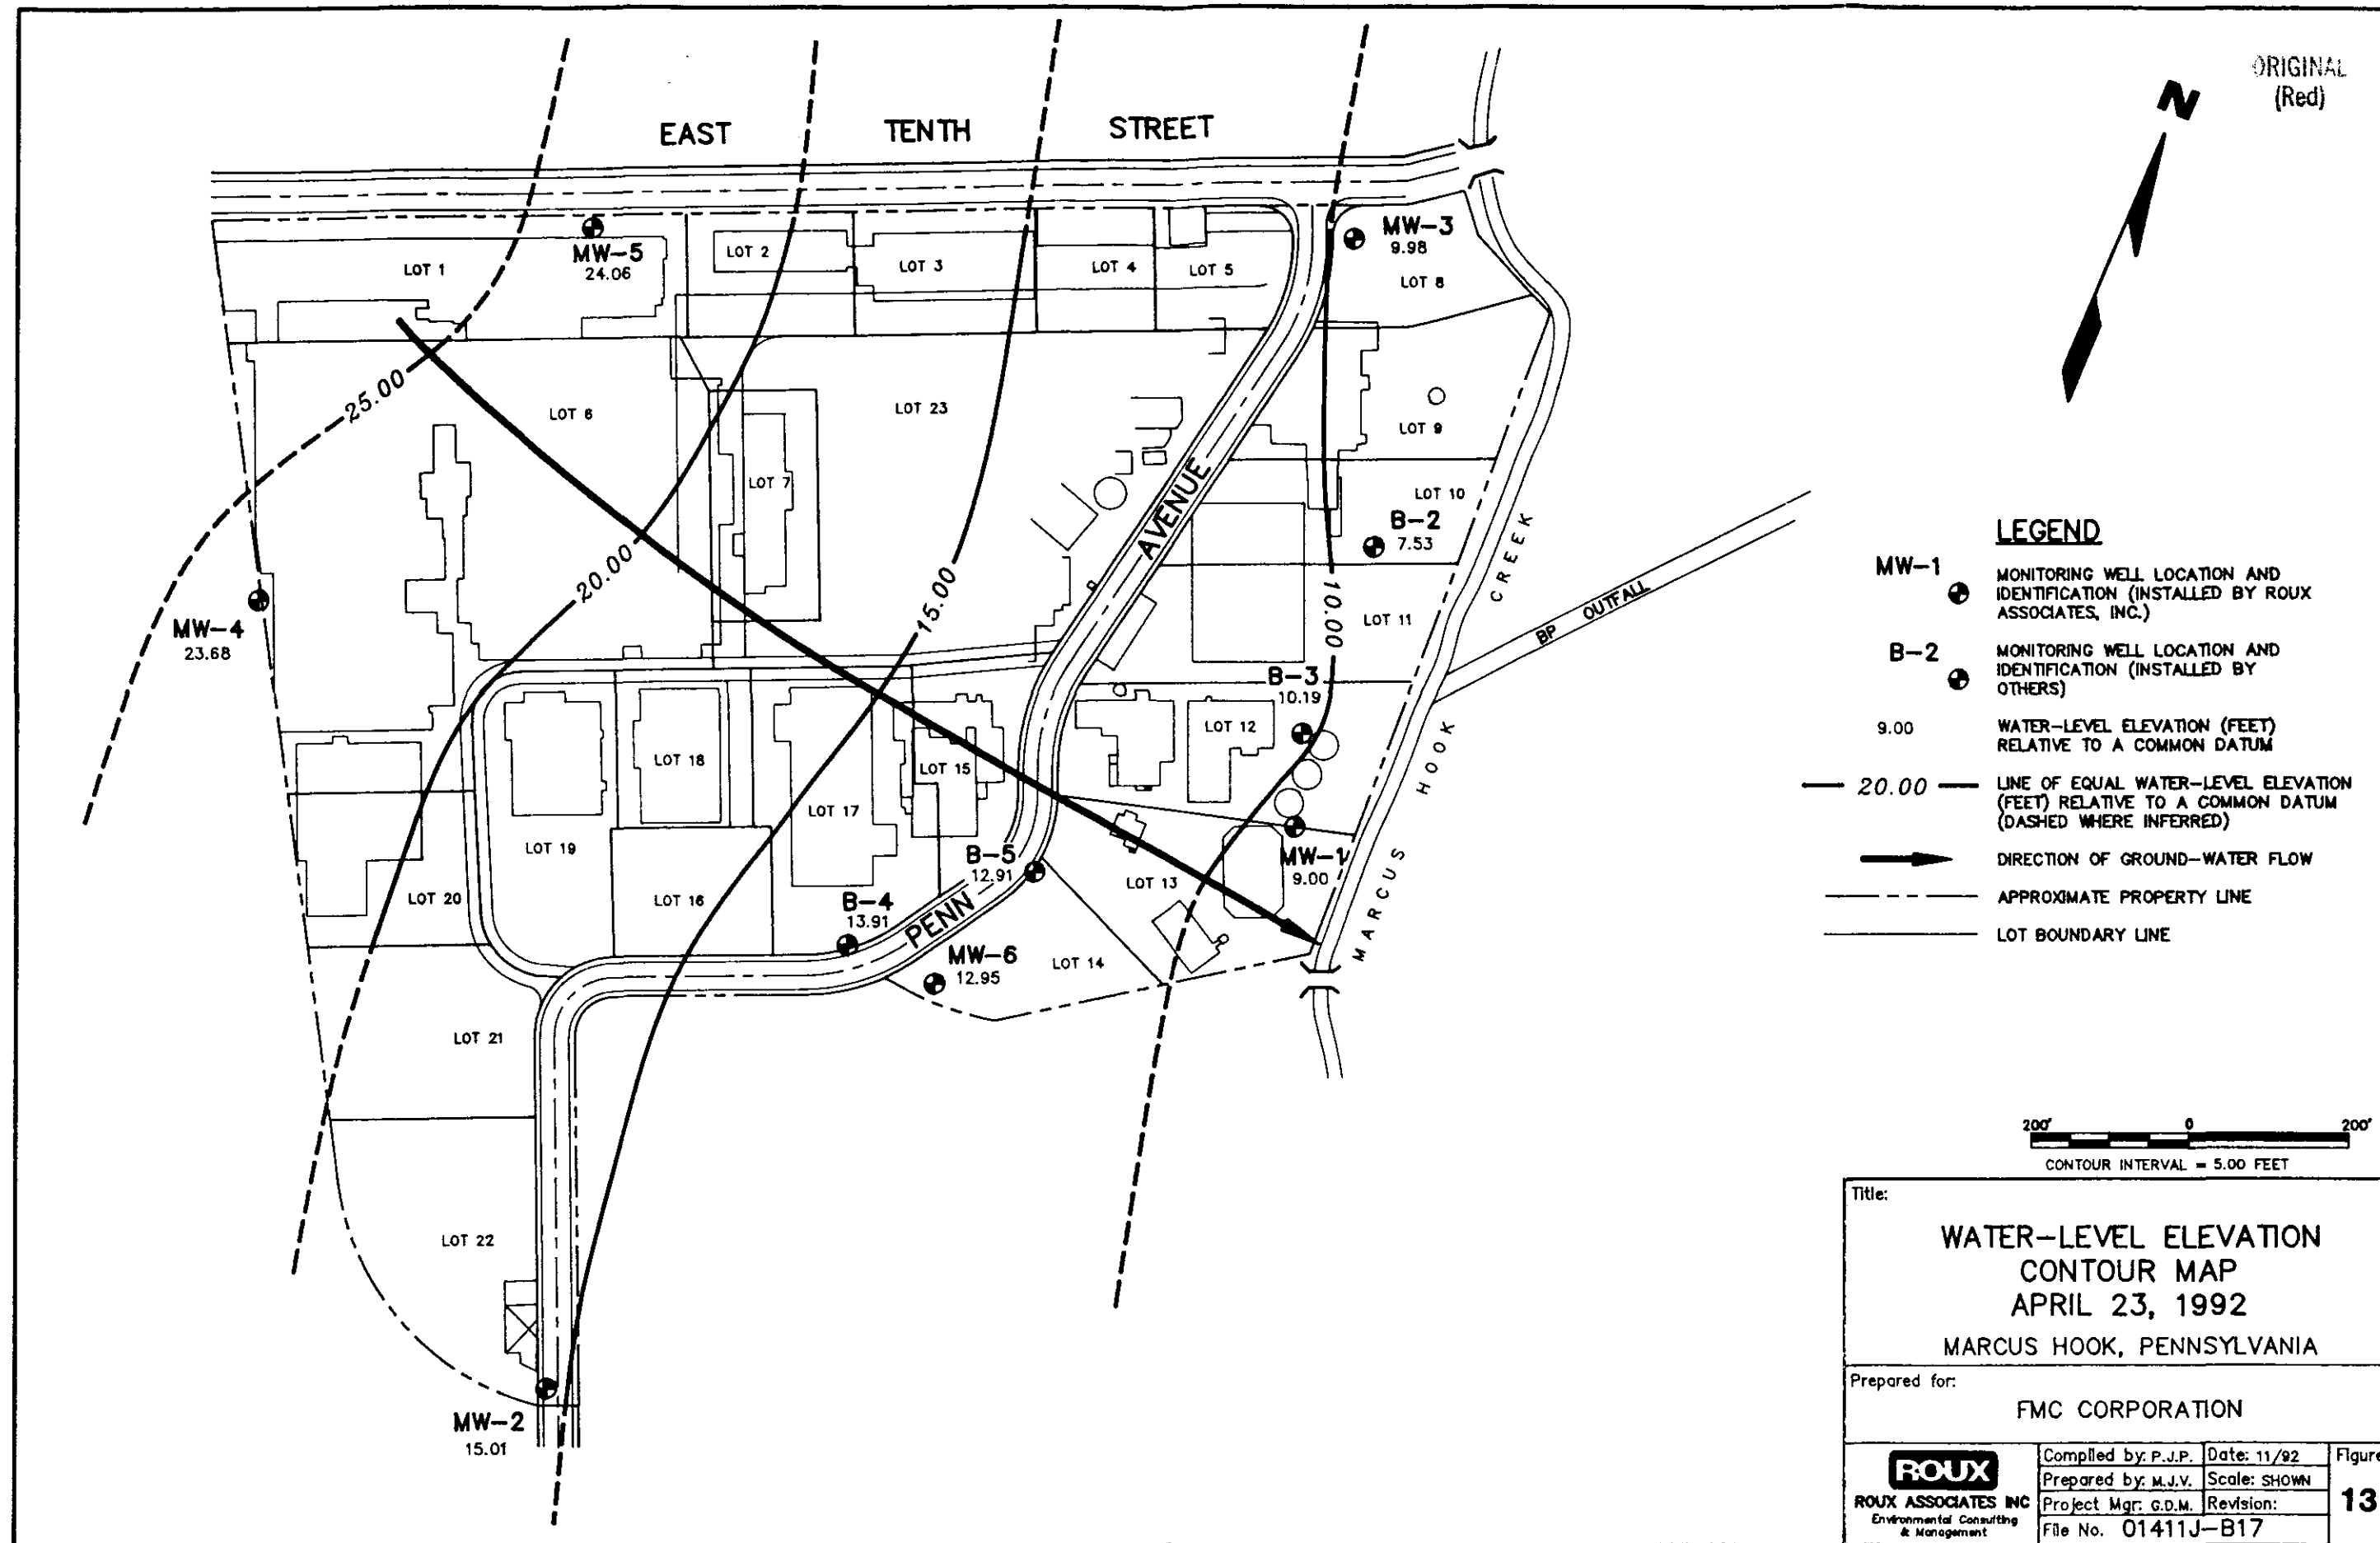 ORIGINAL
(Red)
N
EAST TENTH STREET
MW-5
24.06
MW-3
9.98
LOT 1
LOT 2
LOT 3
LOT 4
LOT 5
LOT 8
25.00
LOT 6
LOT 23
LOT 7
LOT 9
LOT 10
AVENUE
B-2
7.53
20.00
15.00
10.00
LOT 11
MARCUS HOOK CREEK
BP OUTFALL
MW-4
23.68
B-3
10.19
LOT 12
LOT 18
LOT 15
LOT 17
LOT 19
LOT 20
LOT 16
B-5
12.91
B-4
13.91
PENN
MW-1
9.00
LOT 13
MW-6
12.95
LOT 14
LOT 21
LOT 22
MW-2
15.01
LEGEND
MW-1
MONITORING WELL LOCATION AND
IDENTIFICATION (INSTALLED BY ROUX
ASSOCIATES, INC.)
B-2
MONITORING WELL LOCATION AND
IDENTIFICATION (INSTALLED BY
OTHERS)
9.00
WATER-LEVEL ELEVATION (FEET)
RELATIVE TO A COMMON DATUM
20.00
LINE OF EQUAL WATER-LEVEL ELEVATION
(FEET) RELATIVE TO A COMMON DATUM
(DASHED WHERE INFERRED)
DIRECTION OF GROUND-WATER FLOW
APPROXIMATE PROPERTY LINE
LOT BOUNDARY LINE
200' 0 200'
CONTOUR INTERVAL = 5.00 FEET
Title:
WATER-LEVEL ELEVATION
CONTOUR MAP
APRIL 23, 1992
MARCUS HOOK, PENNSYLVANIA
Prepared for:
FMC CORPORATION
ROUX
ROUX ASSOCIATES INC
Environmental Consulting
& Management
Compiled by: P.J.P.
Date: 11/92
Prepared by: M.J.V.
Scale: SHOWN
Project Mgr: G.D.M.
Revision:
File No. 01411J-B17
Figure
13